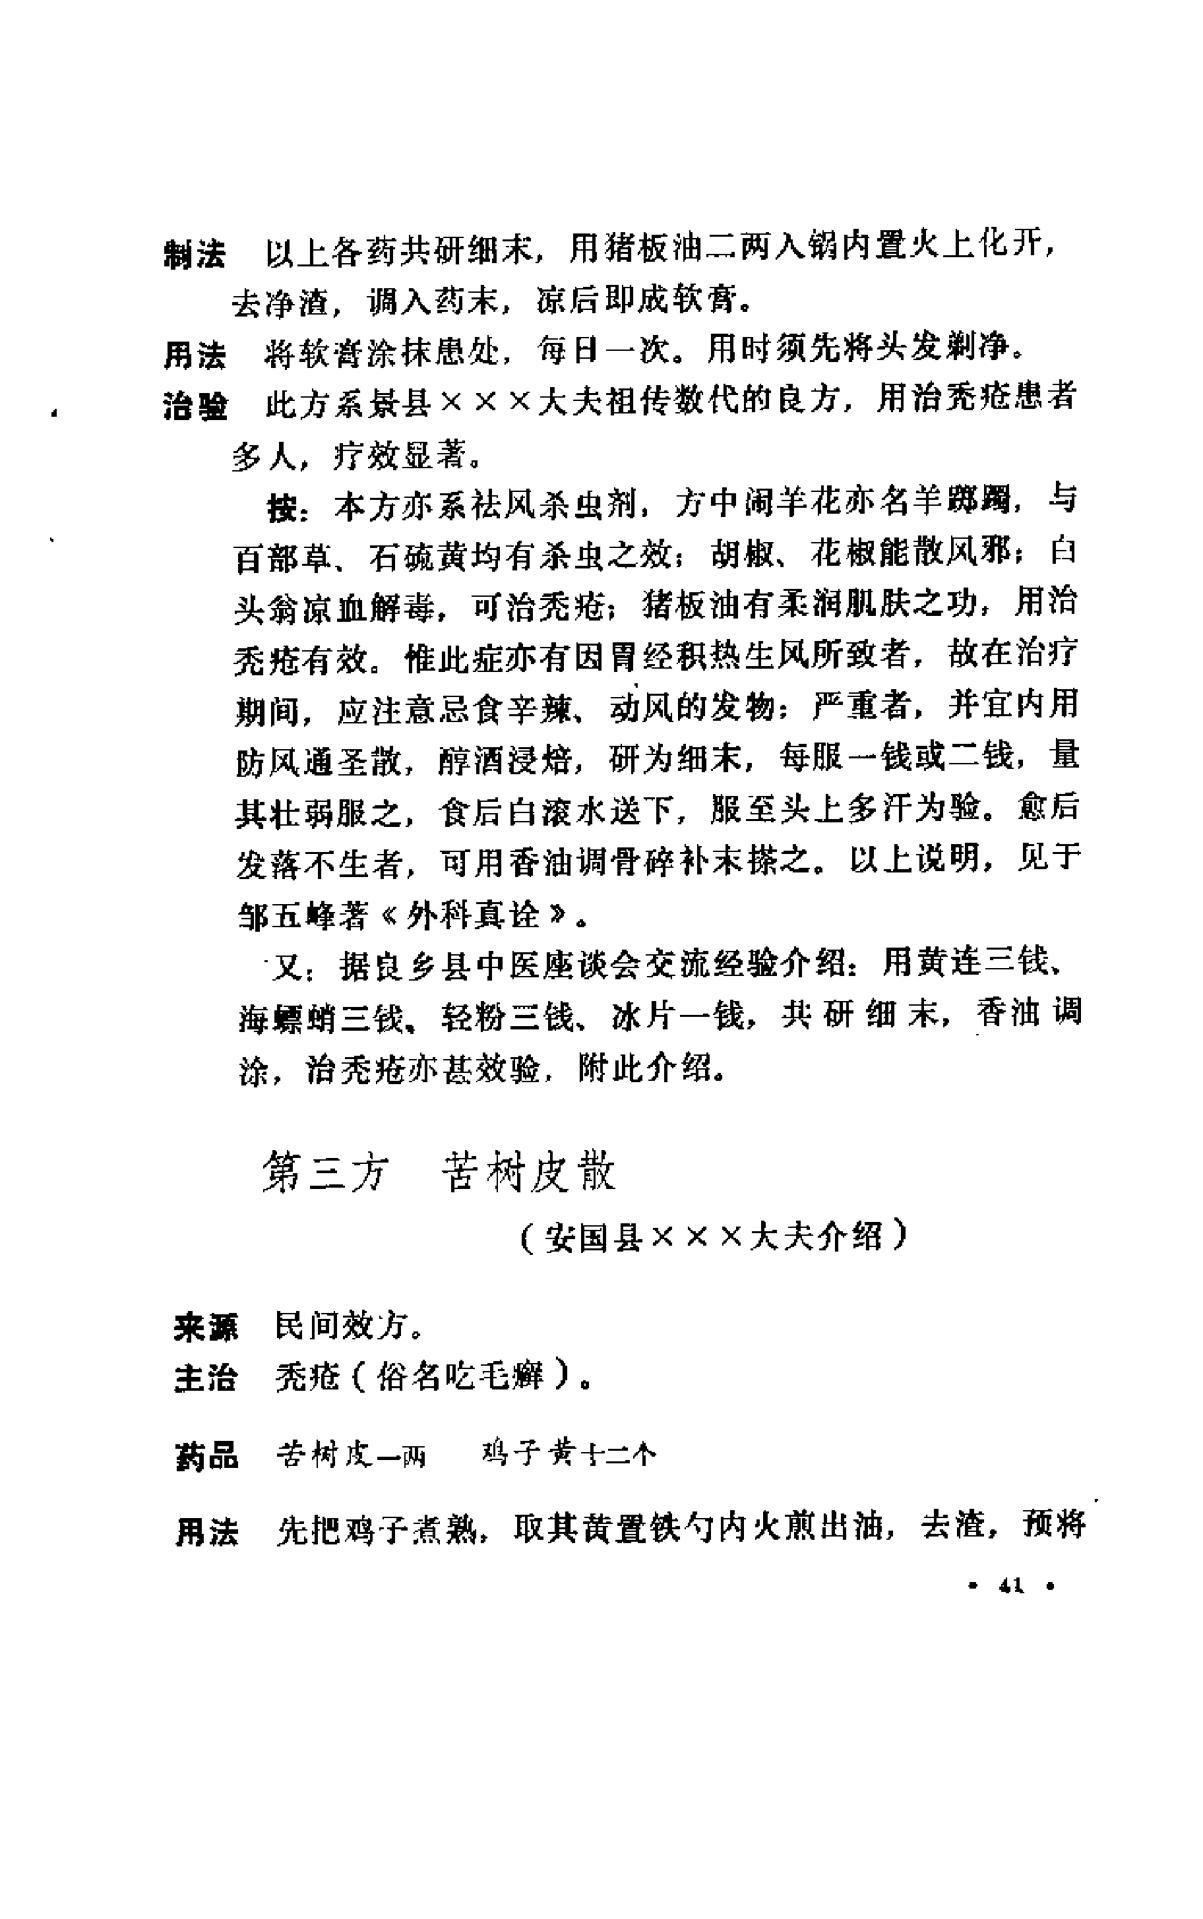 制法 以上各药共研细末，用猪板油二两入锅内置火上化开，
去净渣，调入药末，凉后即成软膏。
用法 将软膏涂抹患处，每日一次。用时须先将头发剃净。
治验 此方系景县×××大夫祖传数代的良方，用治秃疮患者
多人，疗效显著。
按：本方亦系祛风杀虫剂，方中闹羊花亦名羊踯躅，与
百部草、石硫黄均有杀虫之效；胡椒、花椒能散风邪；白
头翁凉血解毒，可治秃疮；猪板油有柔润肌肤之功，用治
秃疮有效。惟此症亦有因胃经积热生风所致者，故在治疗
期间，应注意忌食辛辣、动风的发物；严重者，并宜内用
防风通圣散，醇酒浸焙，研为细末，每服一钱或二钱，量
其壮弱服之，食后白滚水送下，服至头上多汗为验。愈后
发落不生者，可用香油调骨碎补末搽之。以上说明，见于
邹五峰著《外科真诠》。
又：据良乡县中医座谈会交流经验介绍：用黄连三钱、
海螵蛸三钱、轻粉三钱、冰片一钱，共研细末，香油调
涂，治秃疮亦甚效验，附此介绍。
第三方 苦树皮散
（安国县×××大夫介绍）
来源 民间效方。
主治 秃疮（俗名吃毛癣）。
药品 苦树皮一两 鸡子黄十二个
用法 先把鸡子煮熟，取其黄置铁勺内火煎出油，去渣，预将
• 41 •